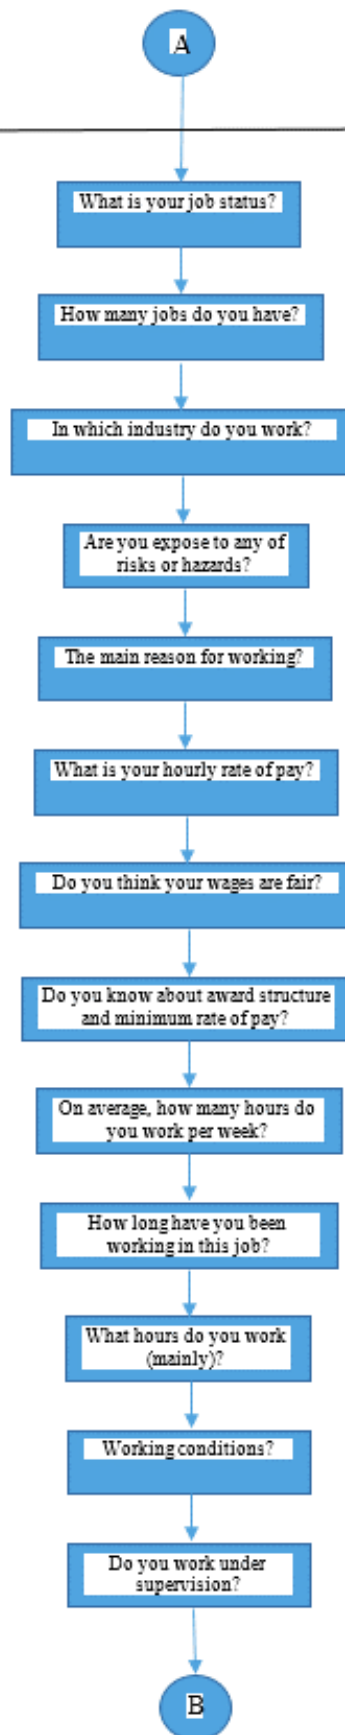 A
What is your job status?
How many jobs do you have?
In which industry do you work?
Are you expose to any of
risks or hazards?
The main reason for working?
What is your hourly rate of pay?
Do you think your wages are fair?
Do you know about award structure
and minimum rate of pay?
On average, how many hours do
you work per week?
How long have you been
working in this job?
What hours do you work
(mainly)?
Working conditions?
Do you work under
supervision?
B